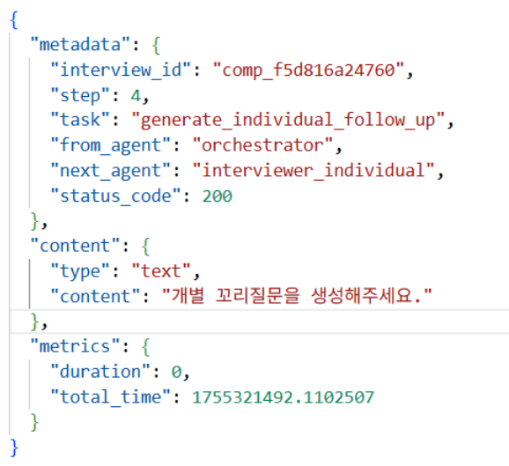 {
  "metadata": {
    "interview_id": "comp_f5d816a24760",
    "step": 4,
    "task": "generate_individual_follow_up",
    "from_agent": "orchestrator",
    "next_agent": "interviewer_individual",
    "status_code": 200
  },
  "content": {
    "type": "text",
    "content": "개별 꼬리질문을 생성해주세요."
  },
  "metrics": {
    "duration": 0,
    "total_time": 1755321492.1102507
  }
}